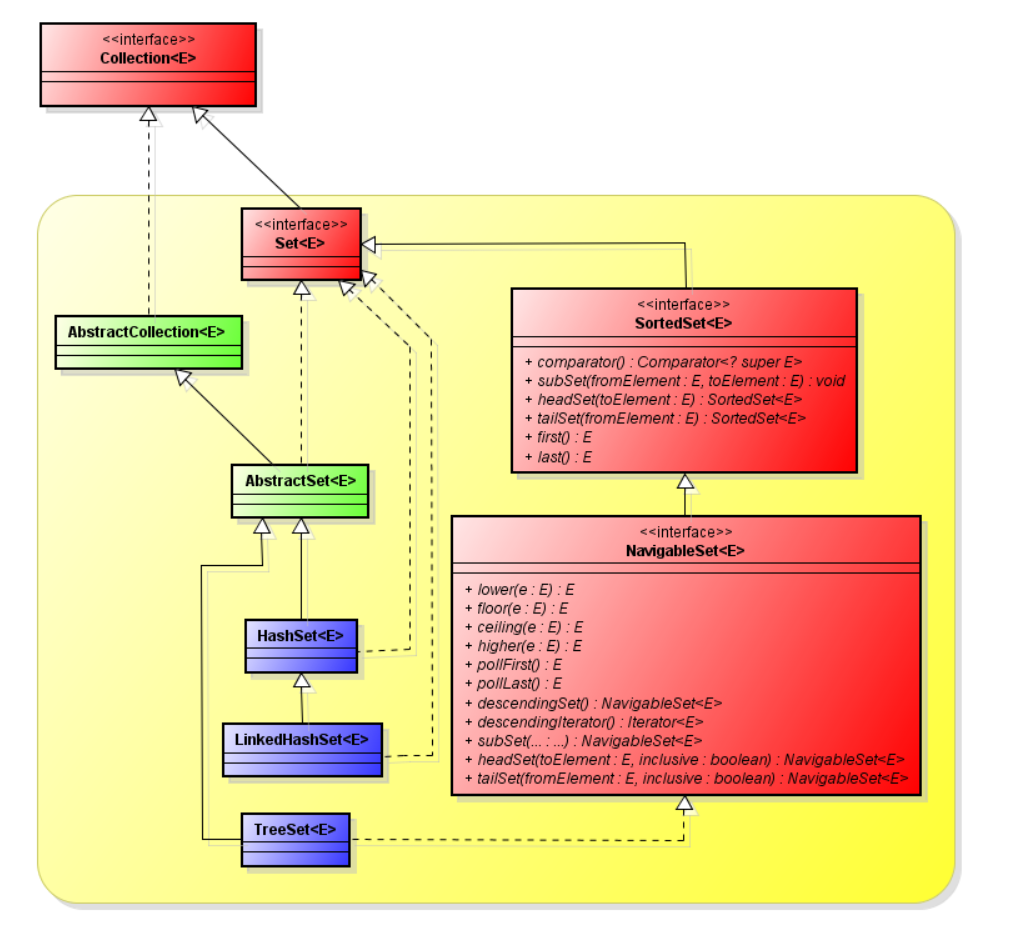 <<interface>>
Collection<E>
<<interface>>
Set<E>
<<interface>>
SortedSet<E>
+ comparator() : Comparator<? super E>
+ subSet(fromElement : E, toElement : E) : void
+ headSet(toElement : E) : SortedSet<E>
+ tailSet(fromElement : E) : SortedSet<E>
+ first() : E
+ last() : E
AbstractCollection<E>
AbstractSet<E>
<<interface>>
NavigableSet<E>
+ lower(e : E) : E
+ floor(e : E) : E
+ ceiling(e : E) : E
+ higher(e : E) : E
+ pollFirst() : E
+ pollLast() : E
+ descendingSet() : NavigableSet<E>
+ descendingIterator() : Iterator<E>
+ subSet(... : ...) : NavigableSet<E>
+ headSet(toElement : E, inclusive : boolean) : NavigableSet<E>
+ tailSet(fromElement : E, inclusive : boolean) : NavigableSet<E>
HashSet<E>
LinkedHashSet<E>
TreeSet<E>